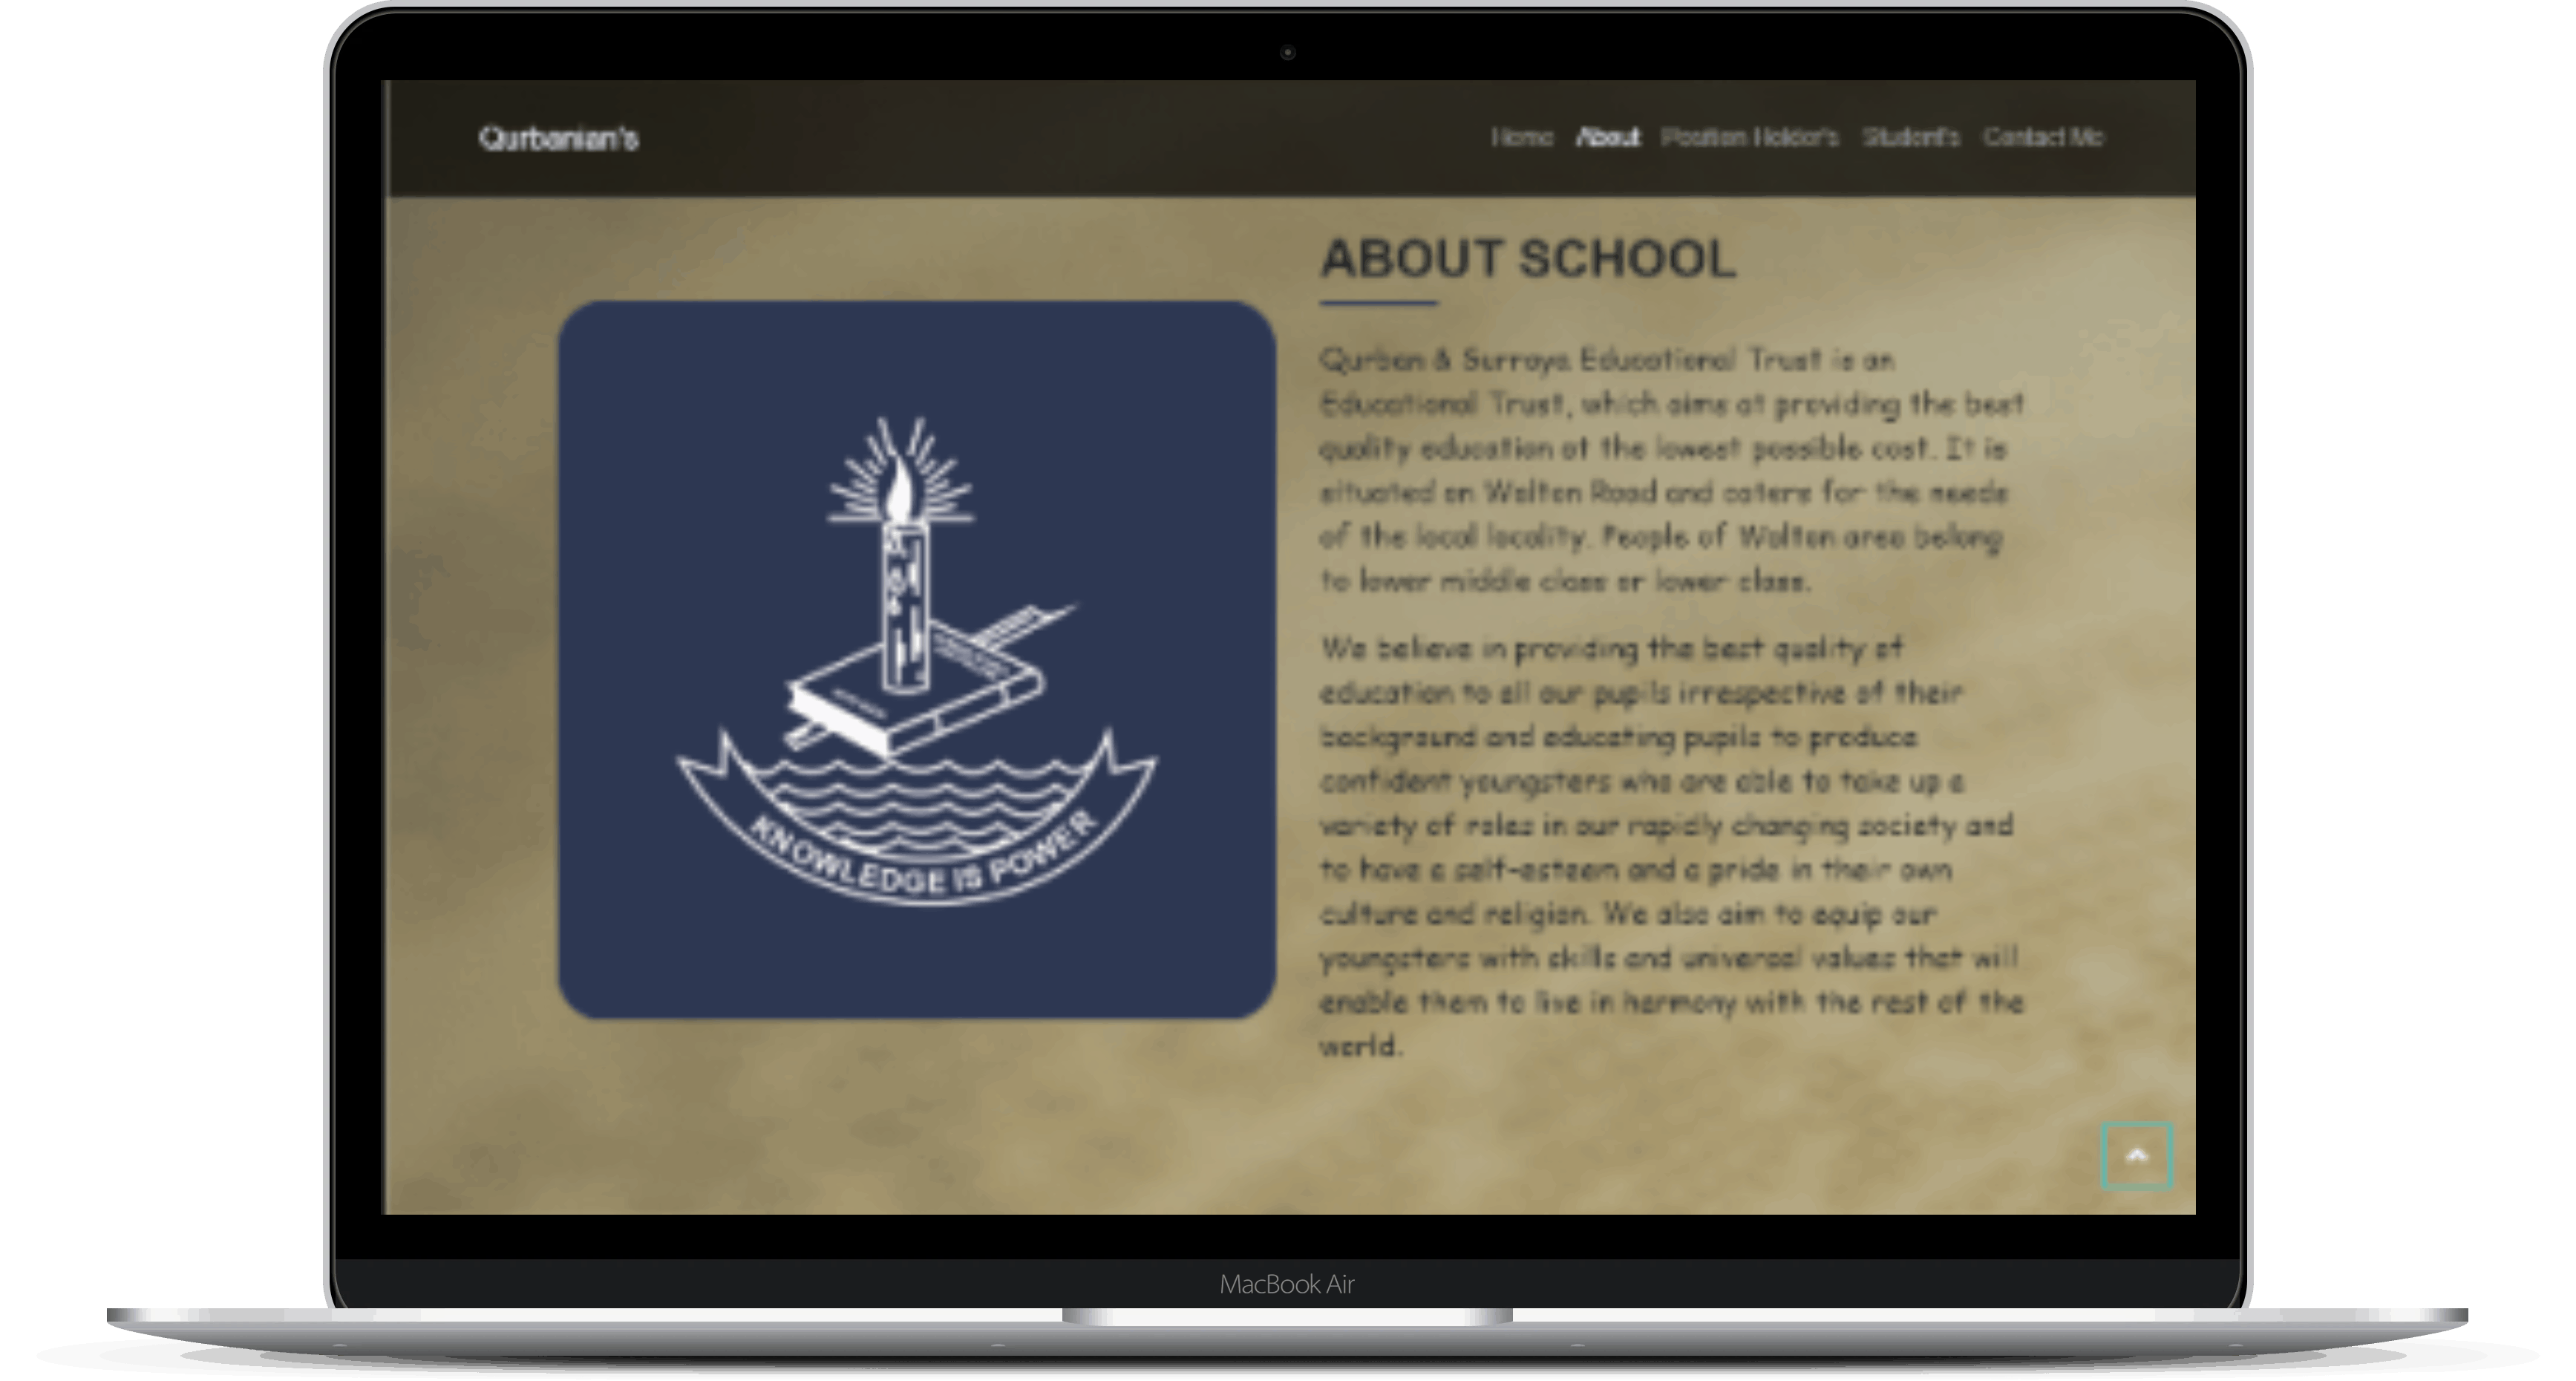 Qurbanian's
Home About Position Holder's Student's Contact Me
ABOUT SCHOOL
Qurban & Surraya Educational Trust is an
Educational Trust, which aims at providing the best
quality education at the lowest possible cost. It is
situated on Walton Road and caters for the needs
of the local locality. People of Walton area belong
to lower middle class or lower class.
We believe in providing the best quality of
education to all our pupils irrespective of their
background and educating pupils to produce
confident youngsters who are able to take up a
variety of roles in our rapidly changing society and
to have a self-esteem and a pride in their own
culture and religion. We also aim to equip our
youngsters with skills and universal values that will
enable them to live in harmony with the rest of the
world.
KNOWLEDGE IS POWER
MacBook Air